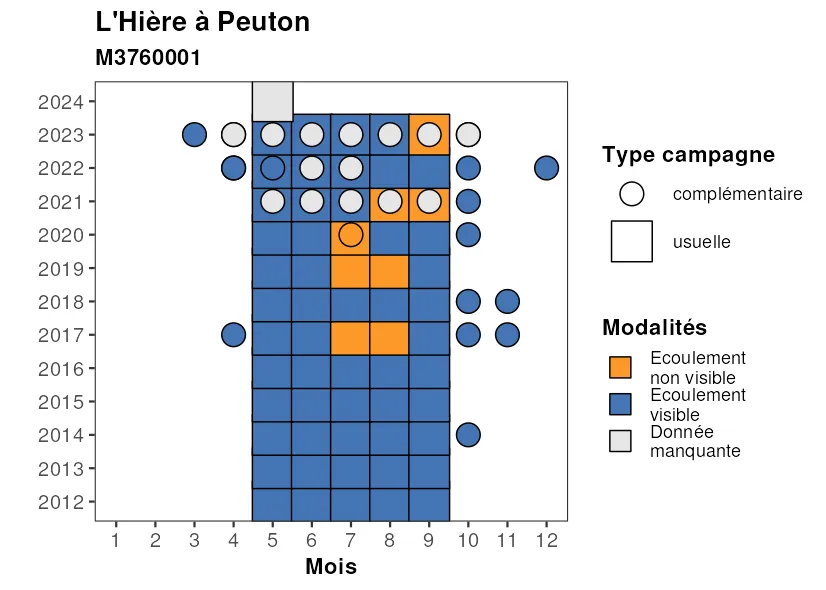 L'Hière à Peuton
M3760001
2024
2023
2022
2021
2020
2019
2018
2017
2016
2015
2014
2013
2012
1 2 3 4 5 6 7 8 9 10 11 12
Mois
Type campagne
complémentaire
usuelle
Modalités
Ecoulement
non visible
Ecoulement
visible
Donnée
manquante